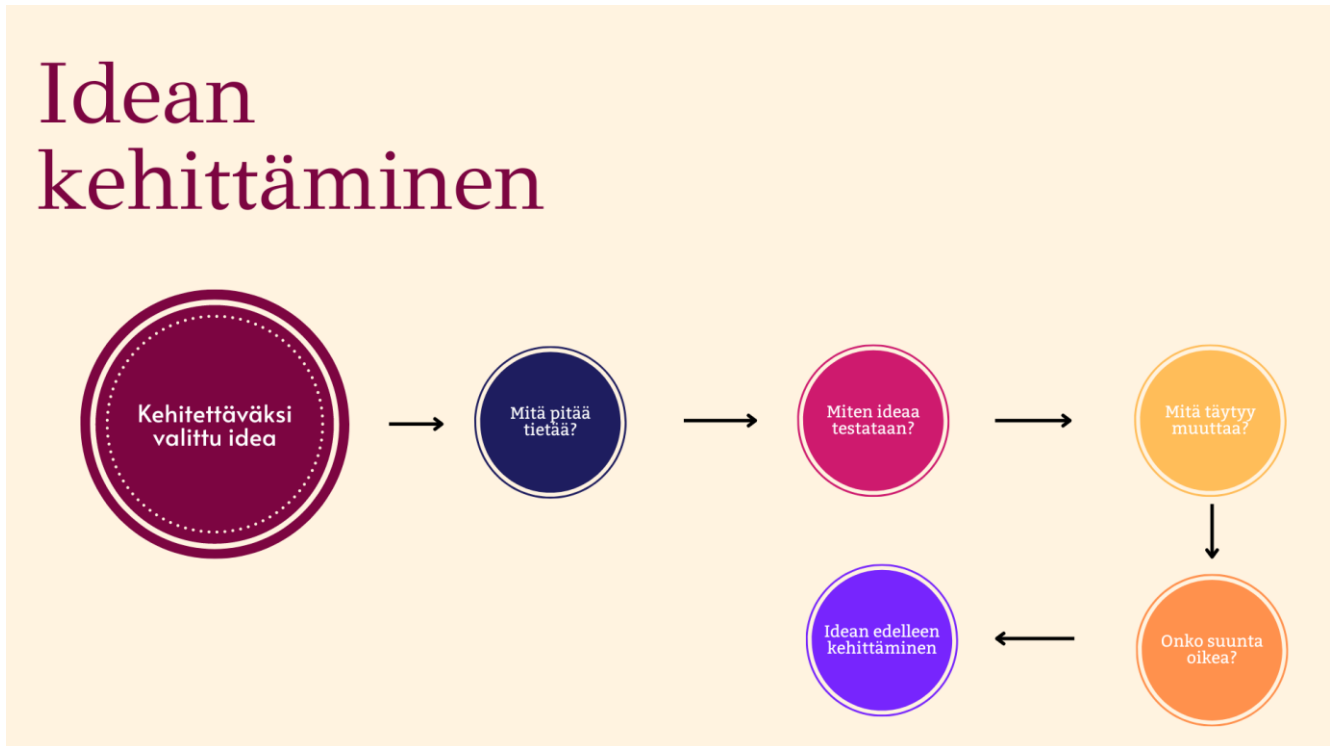 Idean
kehittäminen
Kehitettäväksi
valittu idea
Mitä pitää
tietää?
Miten ideaa
testataan?
Mitä täytyy
muuttaa?
Onko suunta
oikea?
Idean edelleen
kehittäminen